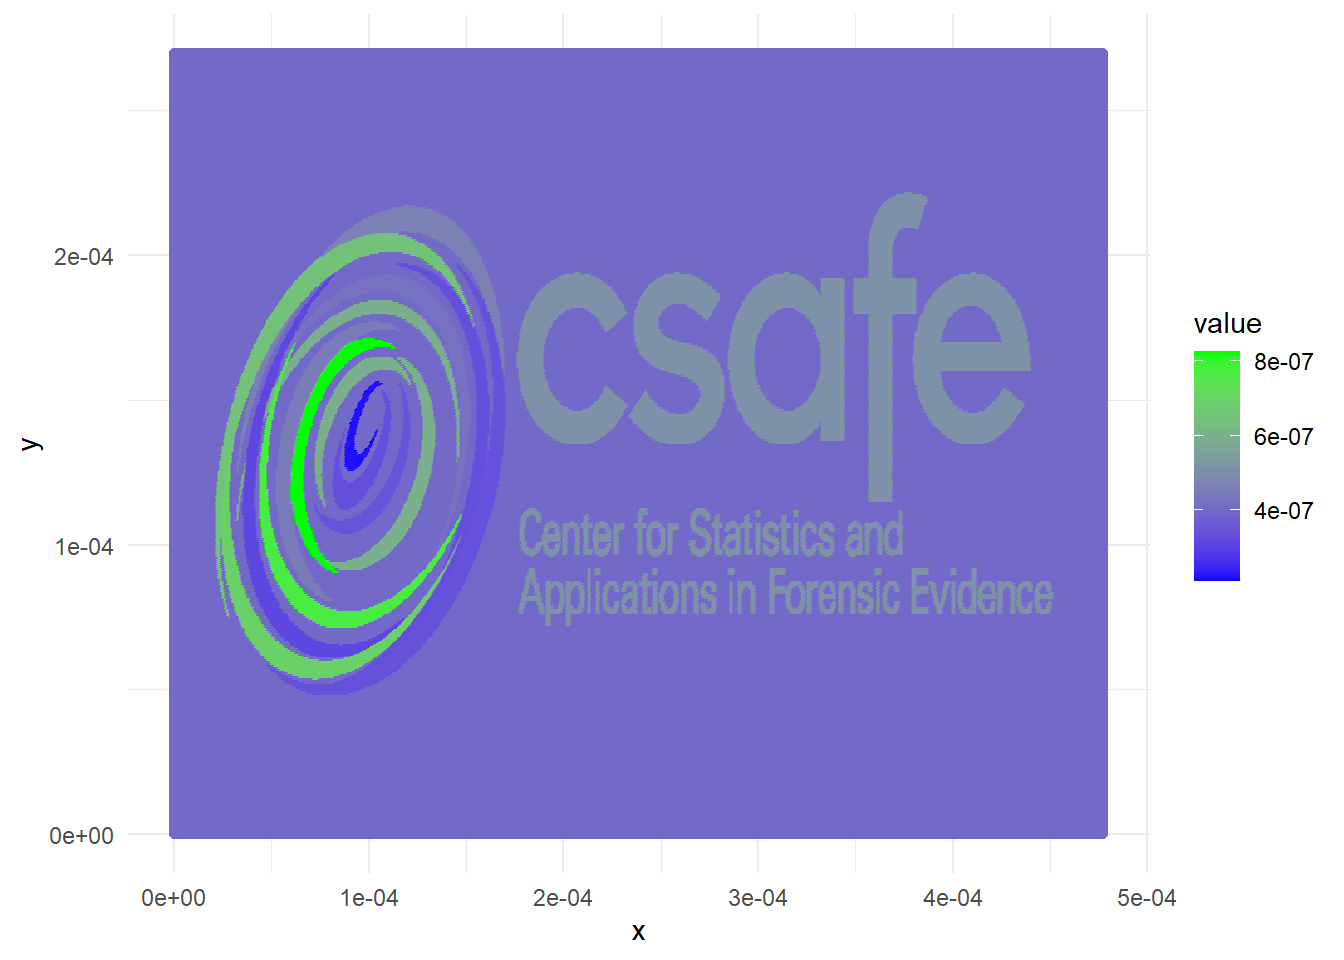 csafe
Center for Statistics and
Applications in Forensic Evidence
value
8e-07
6e-07
4e-07
y
2e-04
1e-04
0e+00
0e+00 1e-04 2e-04 3e-04 4e-04 5e-04
x